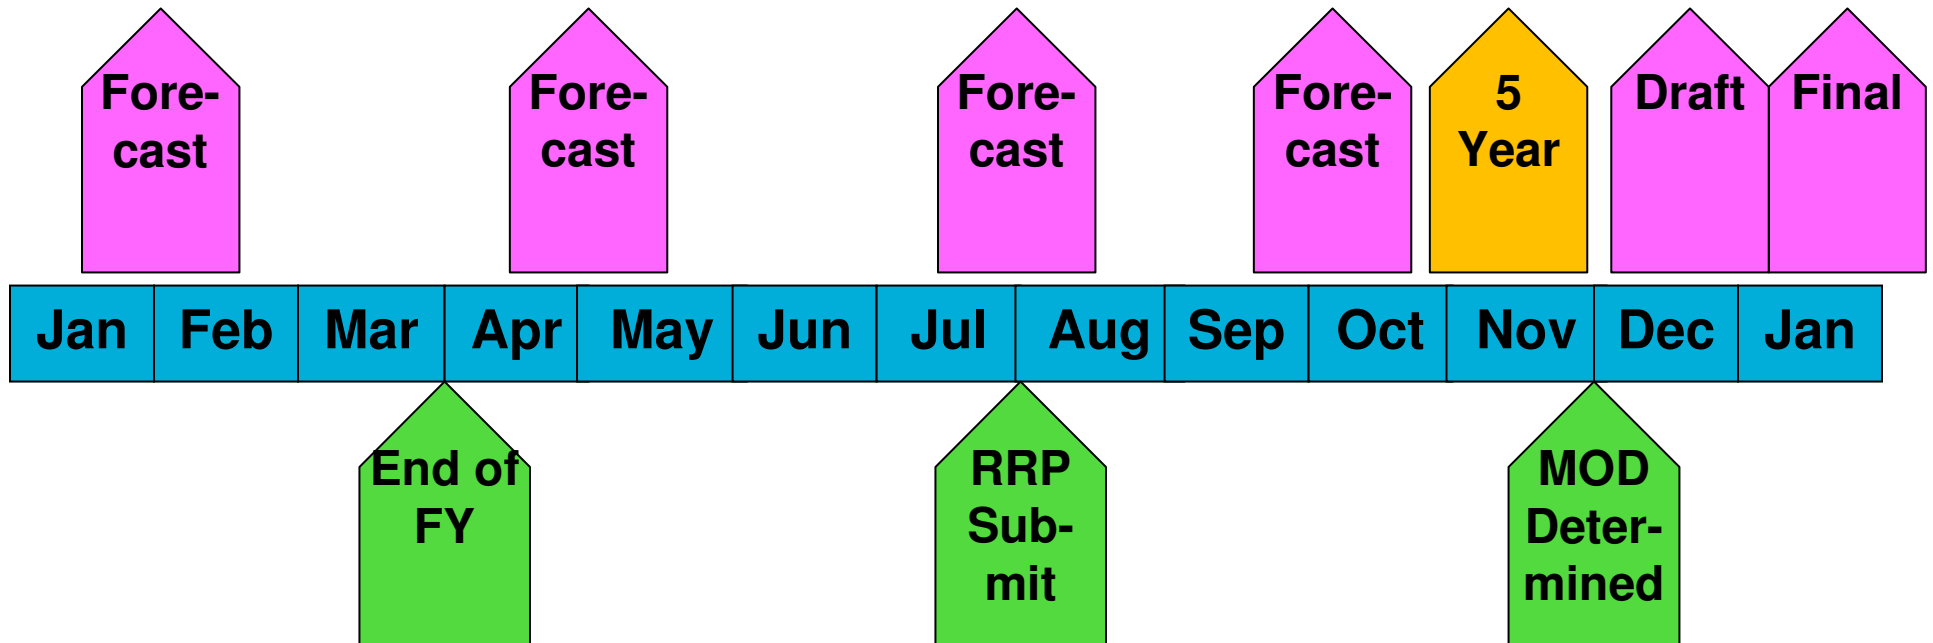 Fore-
cast
Fore-
cast
Fore-
cast
Fore-
cast
5
Year
Draft
Final
Jan
Feb
Mar
Apr
May
Jun
Jul
Aug
Sep
Oct
Nov
Dec
Jan
End of
FY
RRP
Sub-
mit
MOD
Deter-
mined